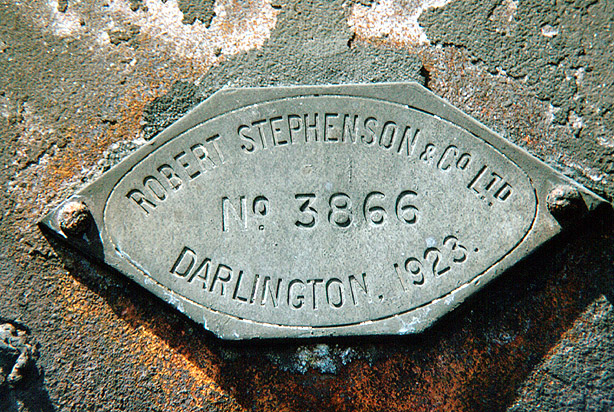 ROBERT STEPHENSON & Co LTD
No 3866
DARLINGTON. 1923.